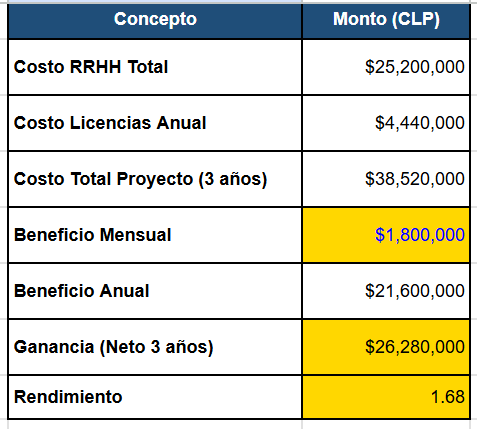 Concepto Monto (CLP)
Costo RRHH Total $25,200,000
Costo Licencias Anual $4,440,000
Costo Total Proyecto (3 años) $38,520,000
Beneficio Mensual $1,800,000
Beneficio Anual $21,600,000
Ganancia (Neto 3 años) $26,280,000
Rendimiento 1.68